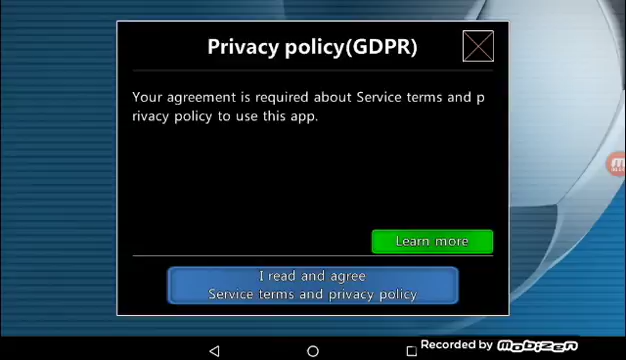 Privacy policy(GDPR)
Your agreement is required about Service terms and p
rivacy policy to use this app.
Learn more
I read and agree
Service terms and privacy policy
Recorded by mobizen